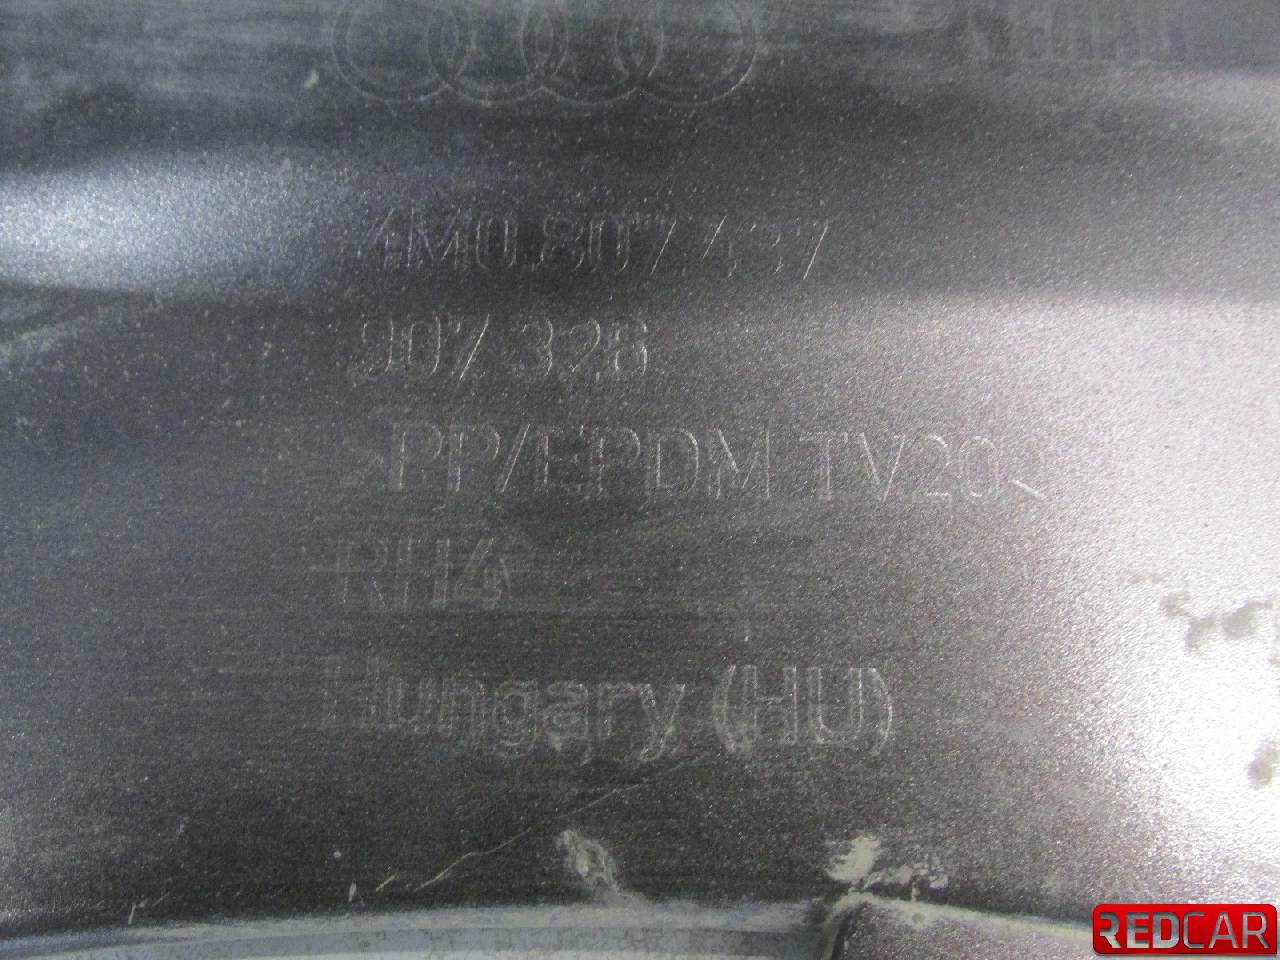 4M0.807.437
907 328
>PP/EPDM TV20<
RH4
Hungary (HU)
REDCAR